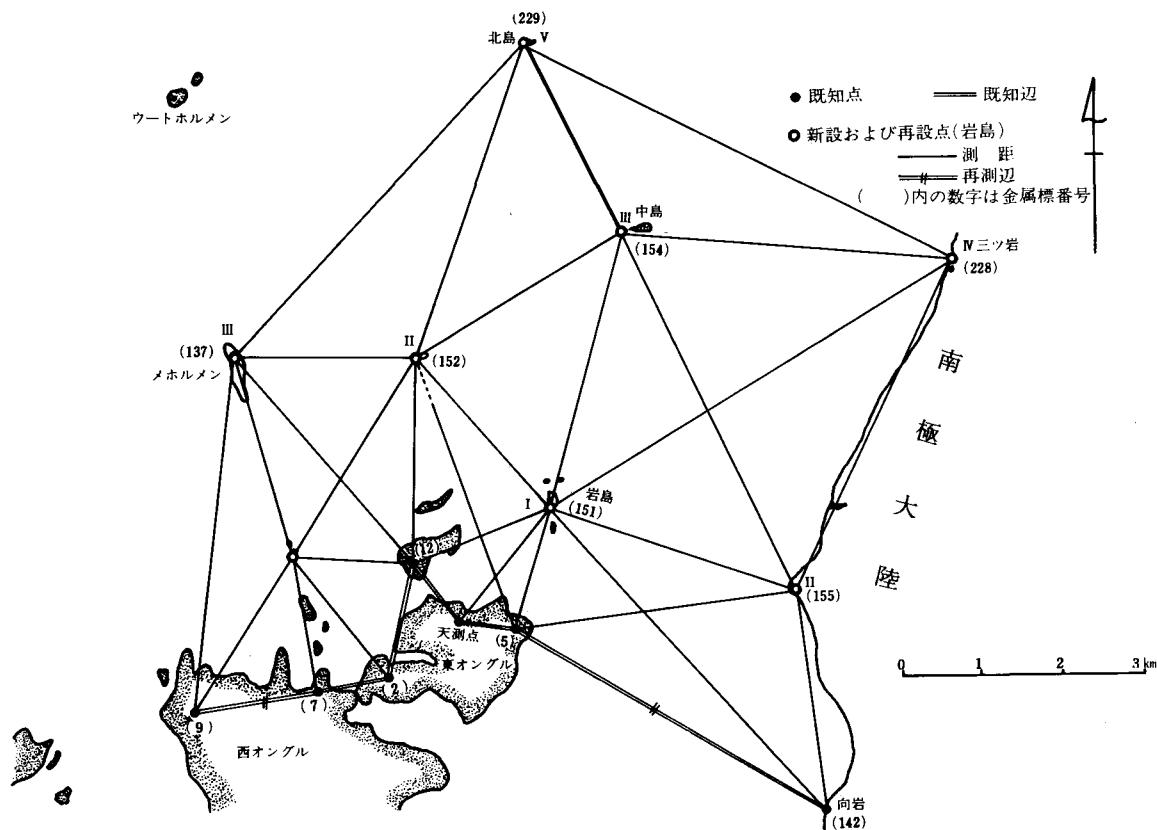 (229)
北島 V
ウートホルメン
● 既知点 既知辺
新設および再設点(岩島)
測 距
再測辺
( )内の数字は金属標番号
III 中島
(154)
IV 三ツ岩
(228)
III
(137)
メホルメン
II
(152)
南極大陸
岩島
I
(151)
(12)
II
(155)
天測点
(5)
東オングル
(2)
(7)
(9)
西オングル
0 1 2 3 km
向岩
(142)